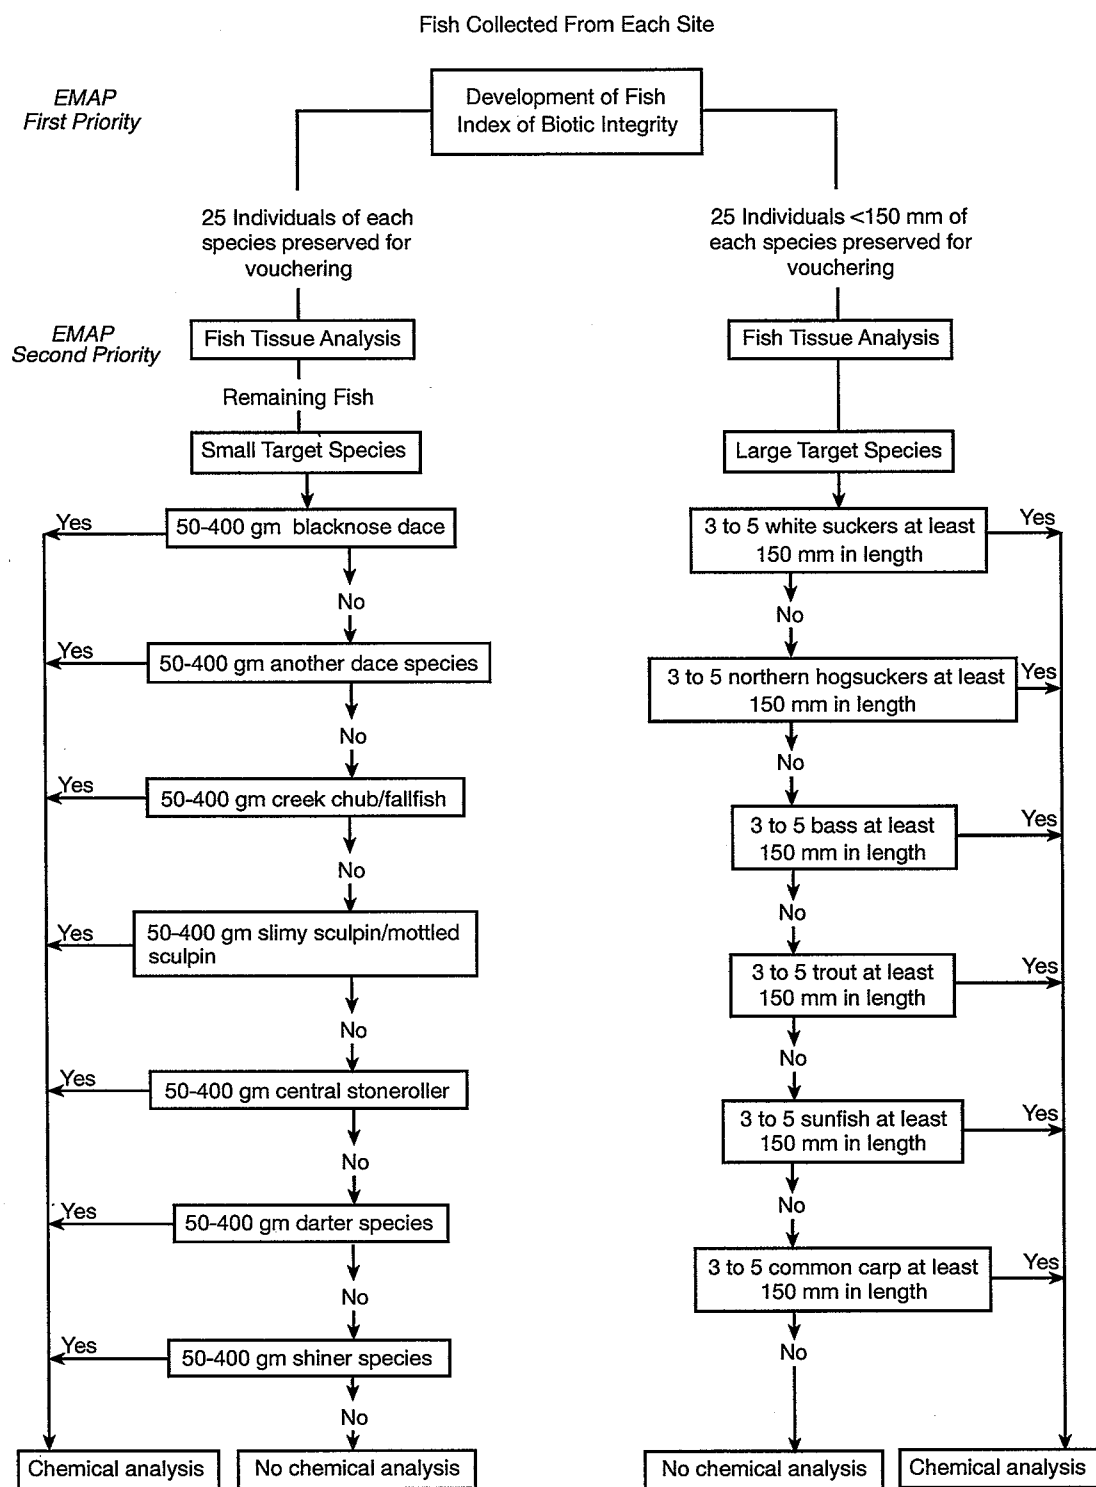 Fish Collected From Each Site
EMAP
First Priority
Development of Fish
Index of Biotic Integrity
25 Individuals of each
species preserved for
vouchering
25 Individuals <150 mm of
each species preserved for
vouchering
EMAP
Second Priority
Fish Tissue Analysis
Fish Tissue Analysis
Remaining Fish
Small Target Species
Large Target Species
Yes
50-400 gm blacknose dace
3 to 5 white suckers at least
150 mm in length
Yes
No
No
Yes
50-400 gm another dace species
3 to 5 northern hogsuckers at least
150 mm in length
Yes
No
No
Yes
50-400 gm creek chub/fallfish
3 to 5 bass at least
150 mm in length
Yes
No
No
Yes
50-400 gm slimy sculpin/mottled
sculpin
3 to 5 trout at least
150 mm in length
Yes
No
No
Yes
50-400 gm central stoneroller
3 to 5 sunfish at least
150 mm in length
Yes
No
No
Yes
50-400 gm darter species
3 to 5 common carp at least
150 mm in length
Yes
No
No
Yes
50-400 gm shiner species
No
Chemical analysis
No chemical analysis
No chemical analysis
Chemical analysis